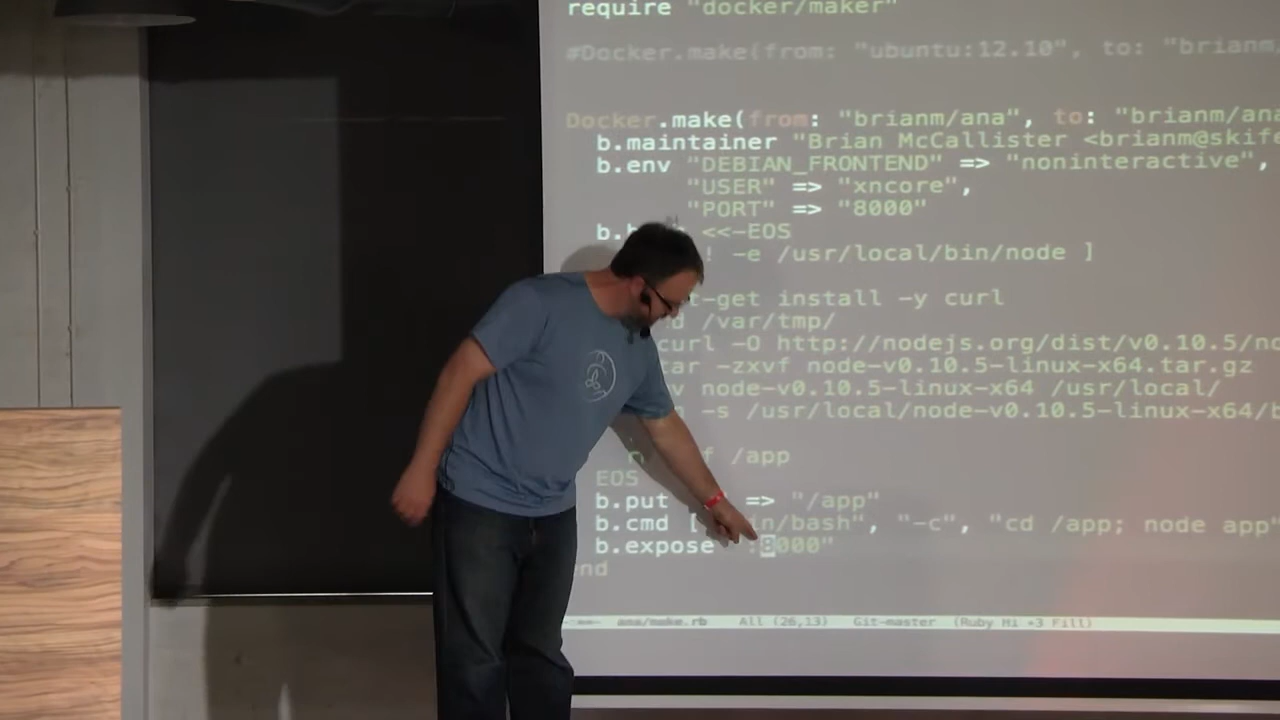 require "docker/maker"
#Docker.make(from: "ubuntu:12.10", to: "brianm
Docker.make(from: "brianm/ana", to: "brianm/ana
b.maintainer "Brian McCallister <brianm@skife
b.env "DEBIAN_FRONTEND" => "noninteractive",
"USER" => "xncore",
"PORT" => "8000"
<<-EOS
! -e /usr/local/bin/node ]
t-get install -y curl
d /var/tmp/
curl -O http://nodejs.org/dist/v0.10.5/no
tar -zxvf node-v0.10.5-linux-x64.tar.gz
v node-v0.10.5-linux-x64 /usr/local/
-s /usr/local/node-v0.10.5-linux-x64/b
f /app
EOS
b.put => "/app"
b.cmd [ in/bash", "-c", "cd /app; node app"
b.expose ":8000"
end
ana/make.rb All (26,13) Git-master (Ruby Hi +3 Fill)